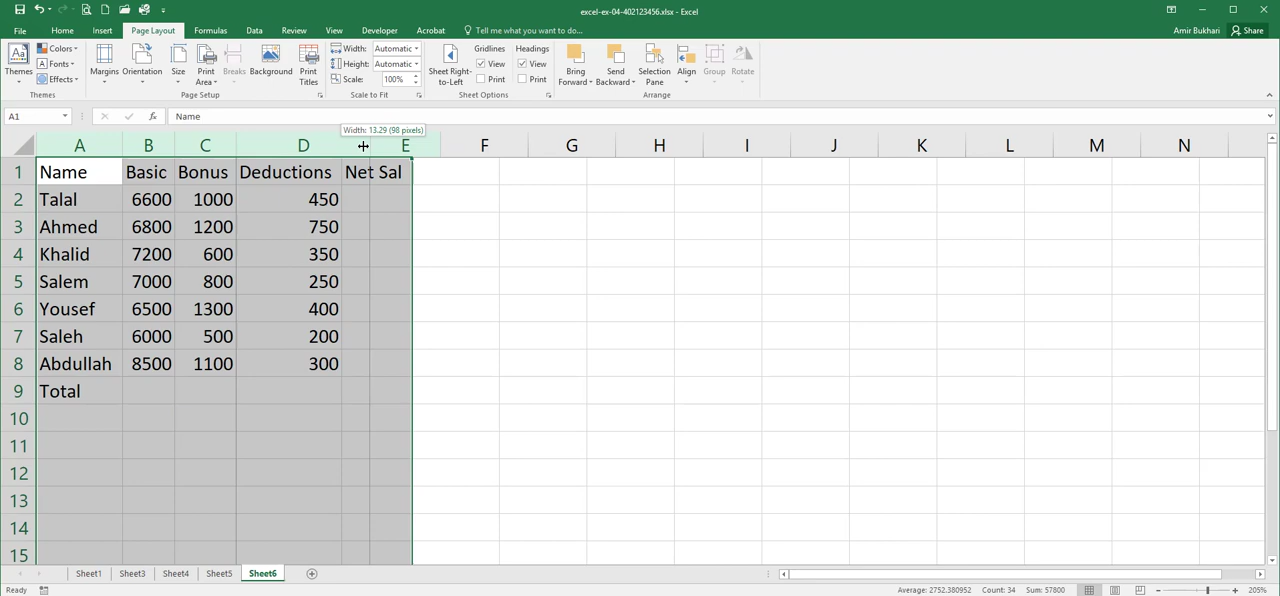 excel-ex-04-402123456.xlsx - Excel
File Home Insert Page Layout Formulas Data Review View Developer Acrobat Tell me what you want to do... Amir Bukhari Share
Themes Colors Fonts Effects Themes
Margins Orientation Size Print Area Breaks Background Print Titles Page Setup
Width: Automatic
Height: Automatic
Scale: 100%
Scale to Fit
Sheet Right-to-Left
Gridlines Headings
View View
Print Print
Sheet Options
Bring Forward Send Backward Selection Pane Align Group Rotate
Arrange
A1 fx Name
Width: 13.29 (98 pixels)
A B C D E F G H I J K L M N
1 Name Basic Bonus Deductions Net Sal
2 Talal 6600 1000 450
3 Ahmed 6800 1200 750
4 Khalid 7200 600 350
5 Salem 7000 800 250
6 Yousef 6500 1300 400
7 Saleh 6000 500 200
8 Abdullah 8500 1100 300
9 Total
10
11
12
13
14
15
Sheet1 Sheet3 Sheet4 Sheet5 Sheet6
Ready Average: 2752.380952 Count: 34 Sum: 57800 205%